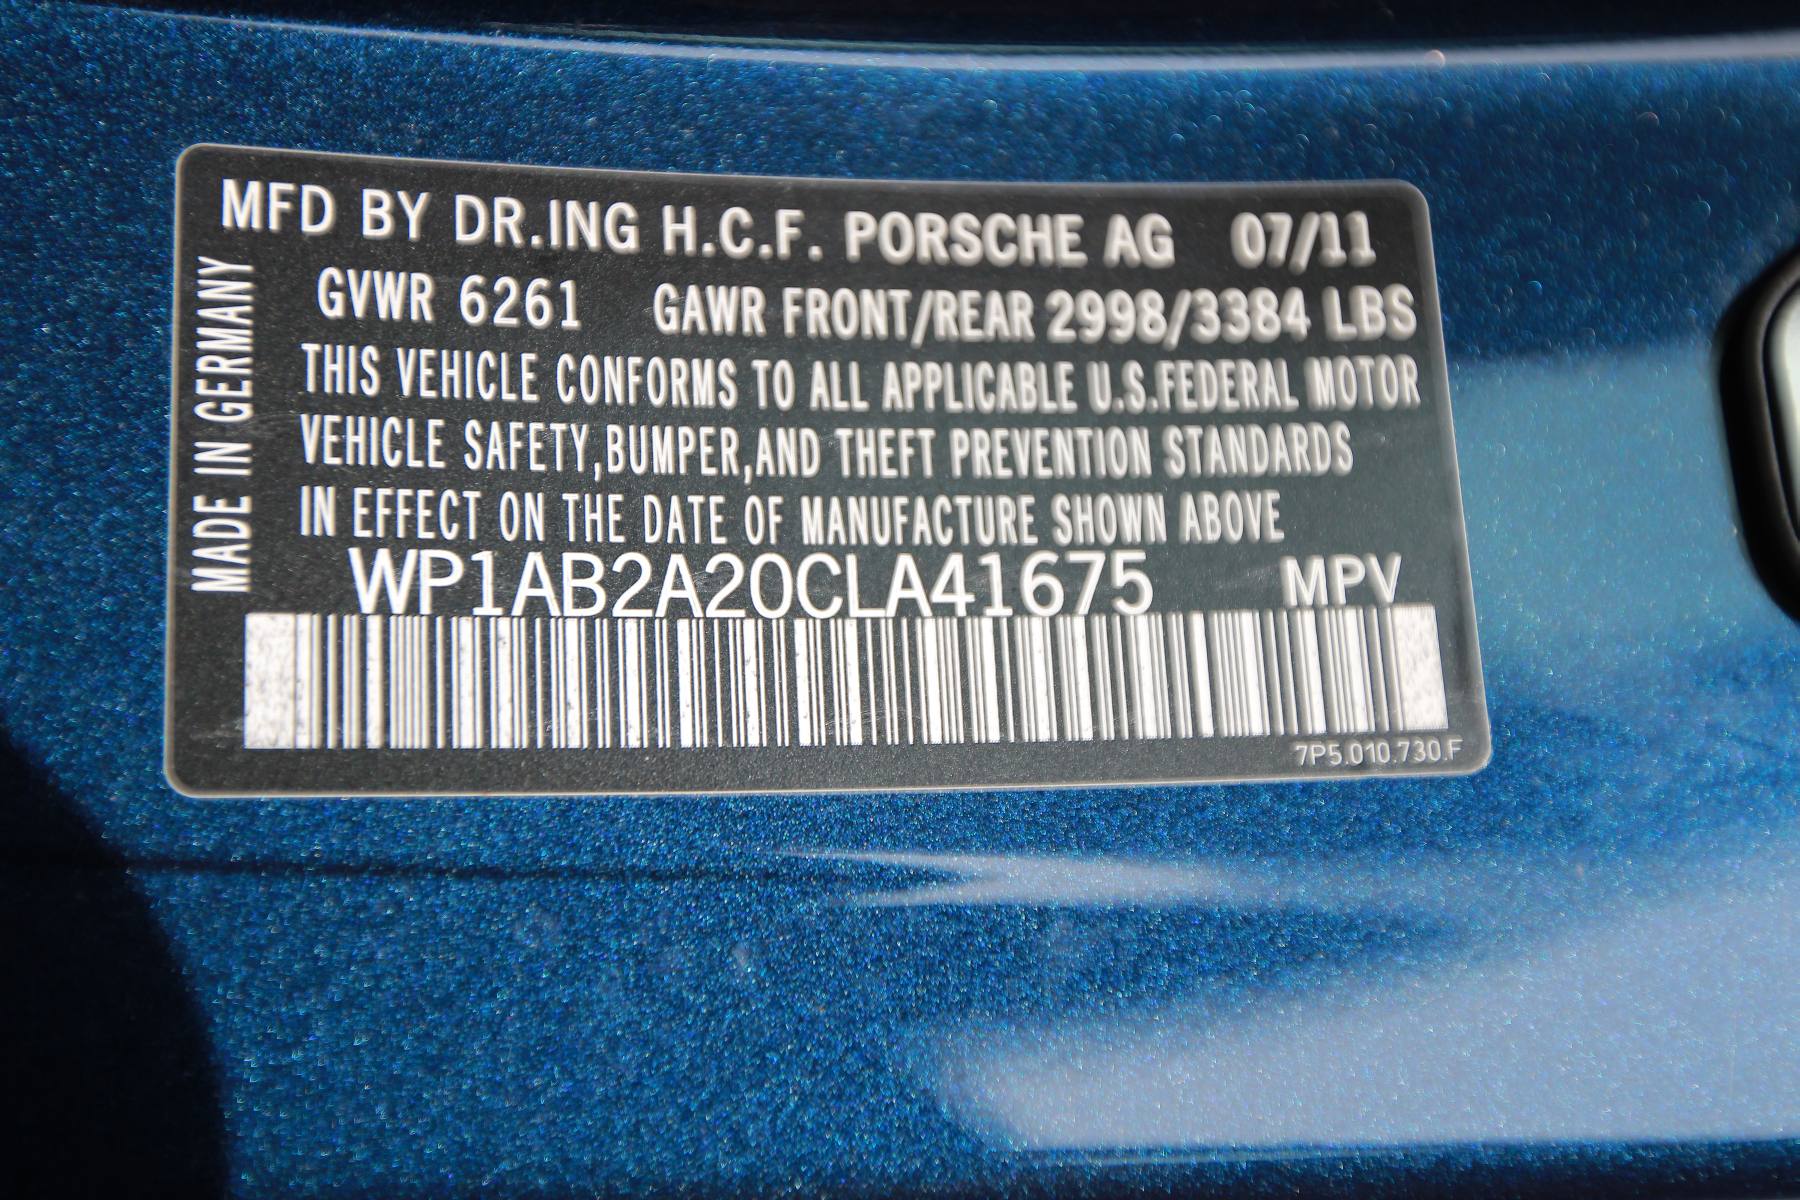 MFD BY DR.ING H.C.F. PORSCHE AG 07/11
GVWR 6261 GAWR FRONT/REAR 2998/3384 LBS
THIS VEHICLE CONFORMS TO ALL APPLICABLE U.S.FEDERAL MOTOR
VEHICLE SAFETY,BUMPER,AND THEFT PREVENTION STANDARDS
IN EFFECT ON THE DATE OF MANUFACTURE SHOWN ABOVE
WP1AB2A20CLA41675 MPV
7P5.010.730.F
MADE IN GERMANY